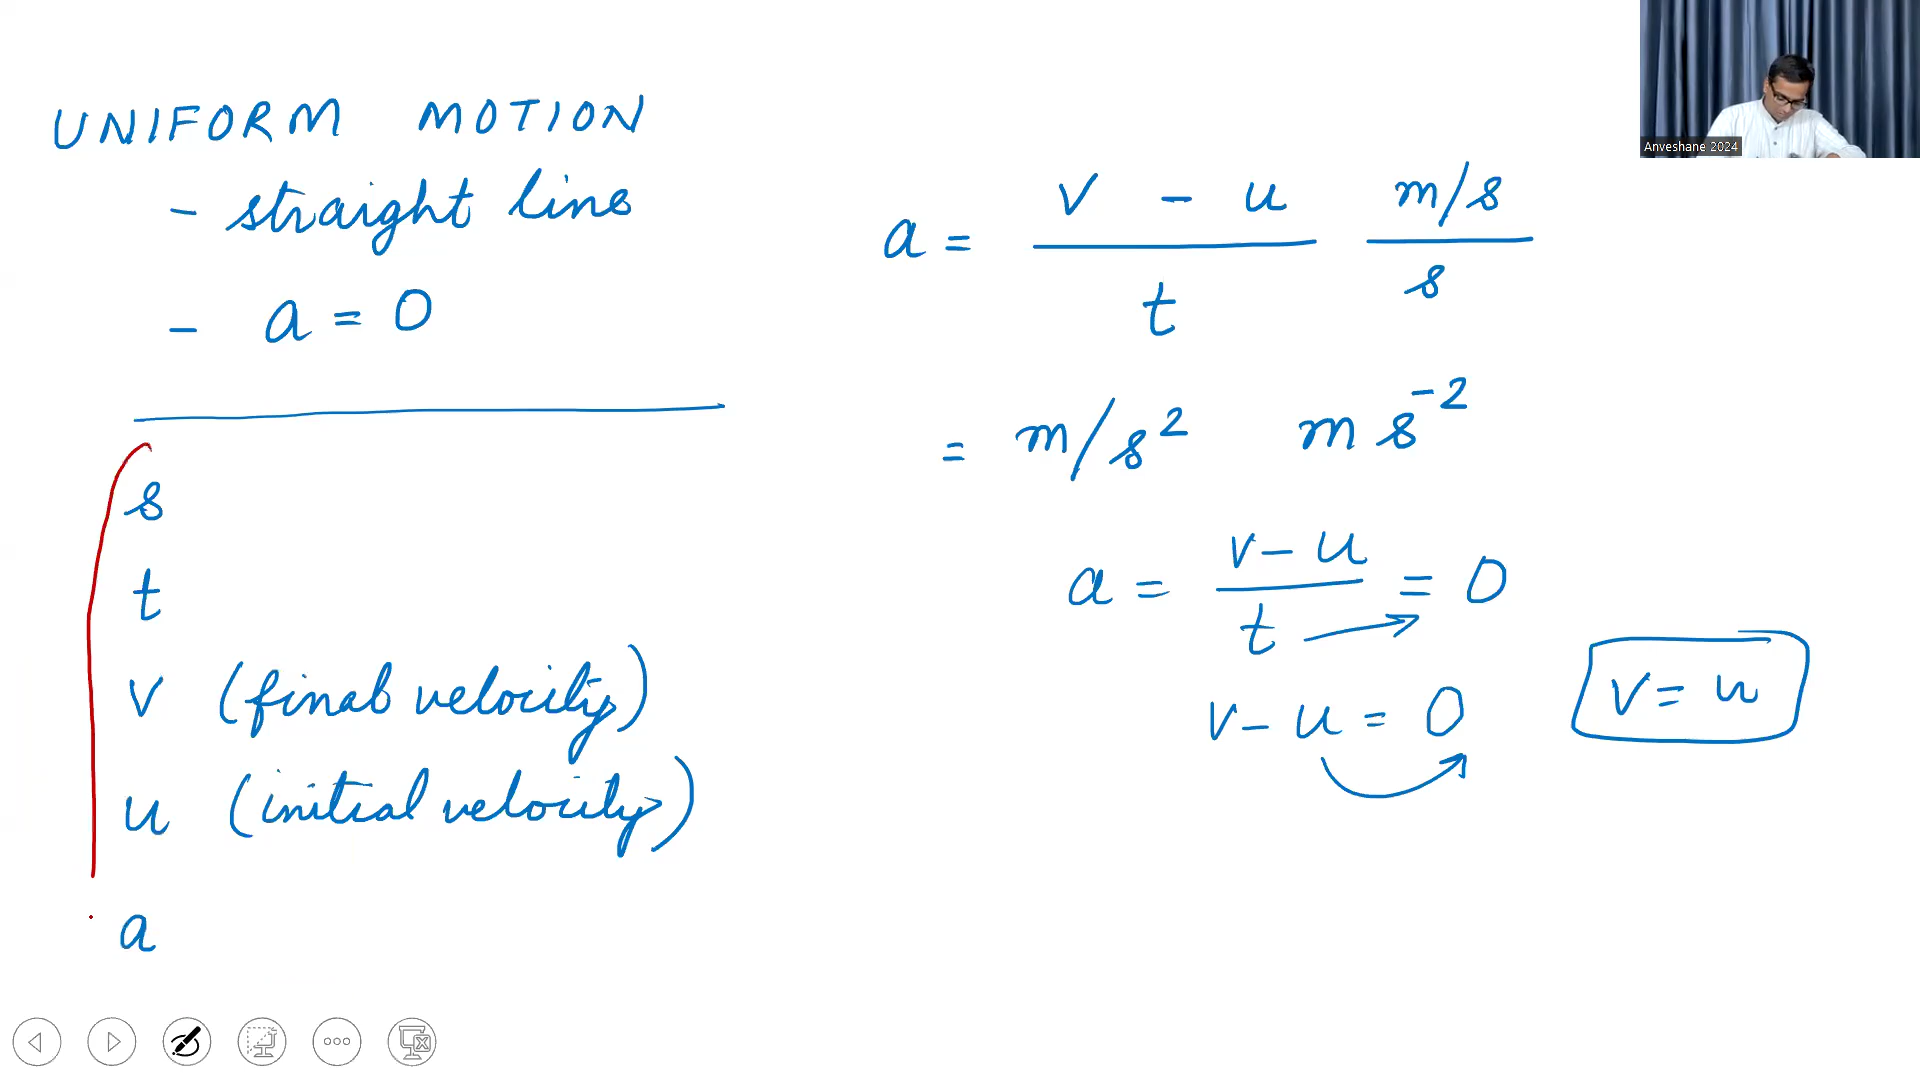 UNIFORM MOTION
- straight line
- a = 0
s
t
v (final velocity)
u (initial velocity)
a
a = v - u / t m/s / s
= m/s² m s⁻²
a = v - u / t = 0
v - u = 0
v = u
Anveshane 2024